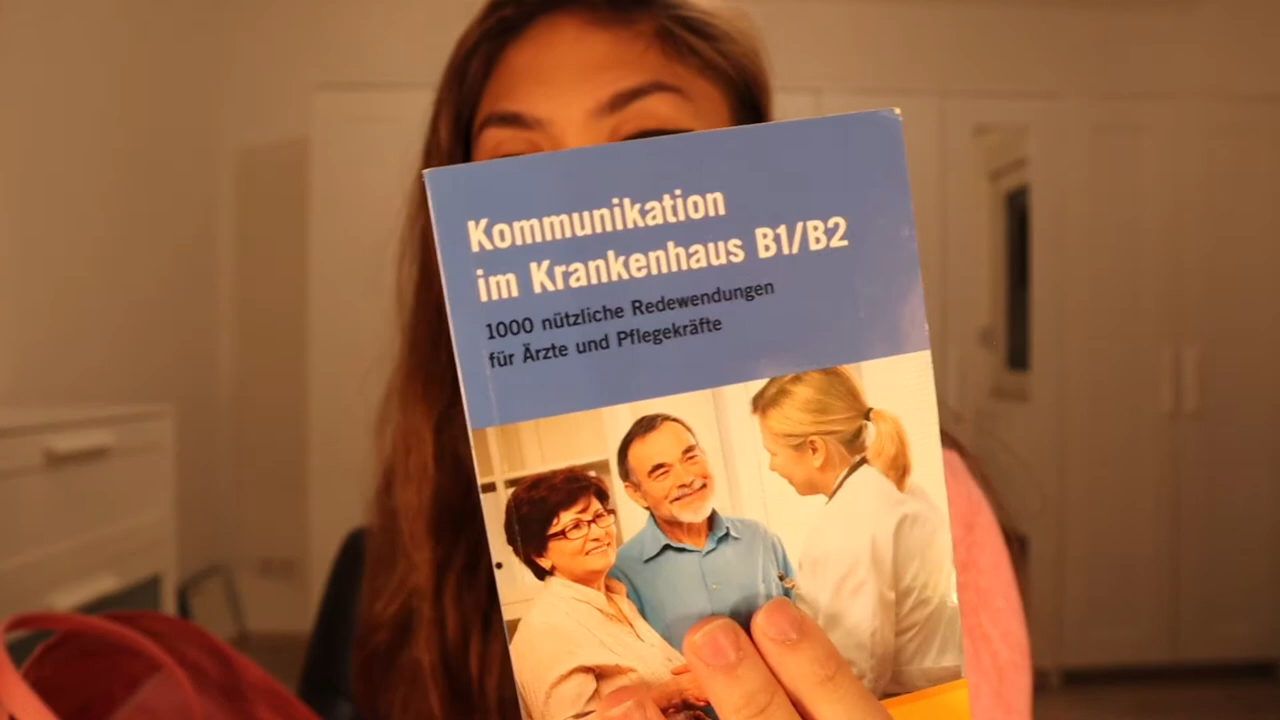 Kommunikation
im Krankenhaus B1/B2
1000 nützliche Redewendungen
für Ärzte und Pflegekräfte